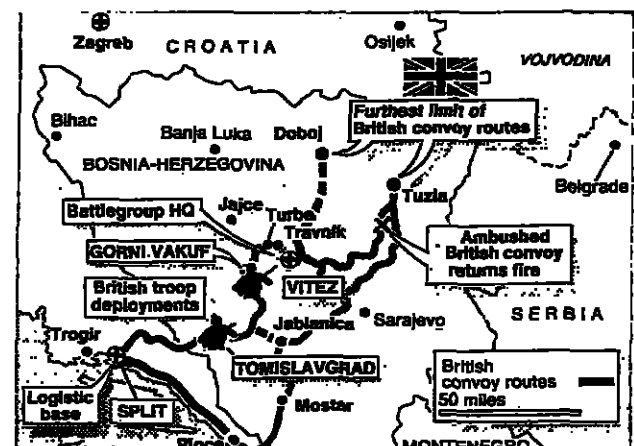 Zagreb
CROATIA
Osijek
VOJVODINA
Furthest limit of
British convoy routes
Bihac
Banja Luka
Doboj
BOSNIA-HERZEGOVINA
Belgrade
Tuzla
Jajce
Battlegroup HQ
Turbe
Travnik
GORNI VAKUF
Ambushed
British convoy
returns fire
British troop
deployments
VITEZ
SERBIA
Jablanica
Sarajevo
Trogir
TOMISLAVGRAD
British
convoy routes
50 miles
Logistic
base
SPLIT
Mostar
Ploce
MONTENEGRO